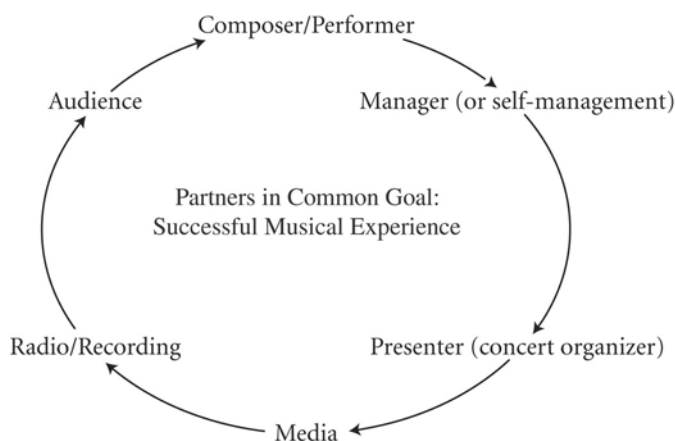 Composer/Performer
Audience
Manager (or self-management)
Partners in Common Goal:
Successful Musical Experience
Radio/Recording
Presenter (concert organizer)
Media